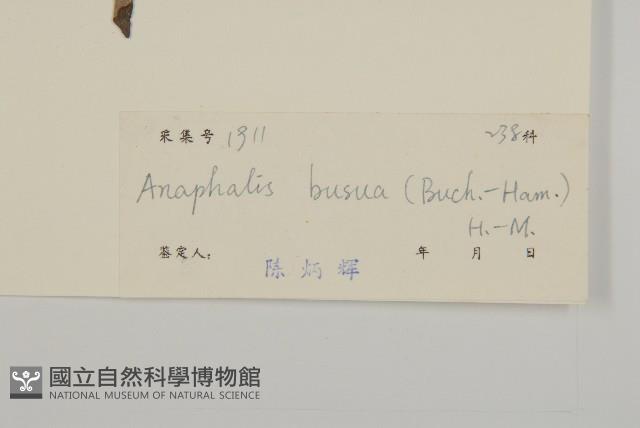 采集号 1911 238科
Anaphalis busua (Buch.-Ham.)
H.-M.
鉴定人: 陈炳辉 年 月 日
國立自然科學博物館
NATIONAL MUSEUM OF NATURAL SCIENCE